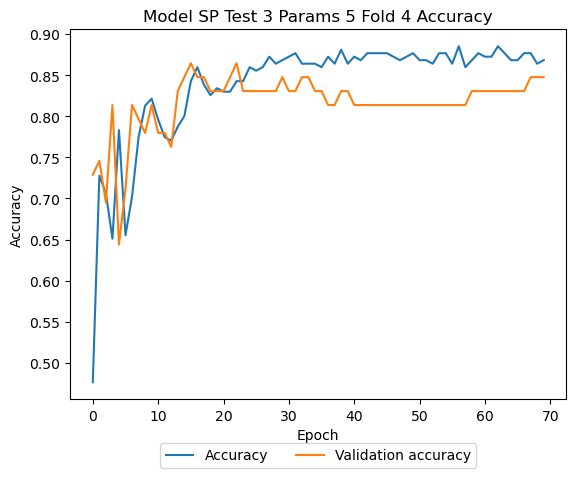 Model SP Test 3 Params 5 Fold 4 Accuracy
0.90
0.85
0.80
0.75
0.70
0.65
0.60
0.55
0.50
Accuracy
0 10 20 30 40 50 60 70
Epoch
Accuracy Validation accuracy